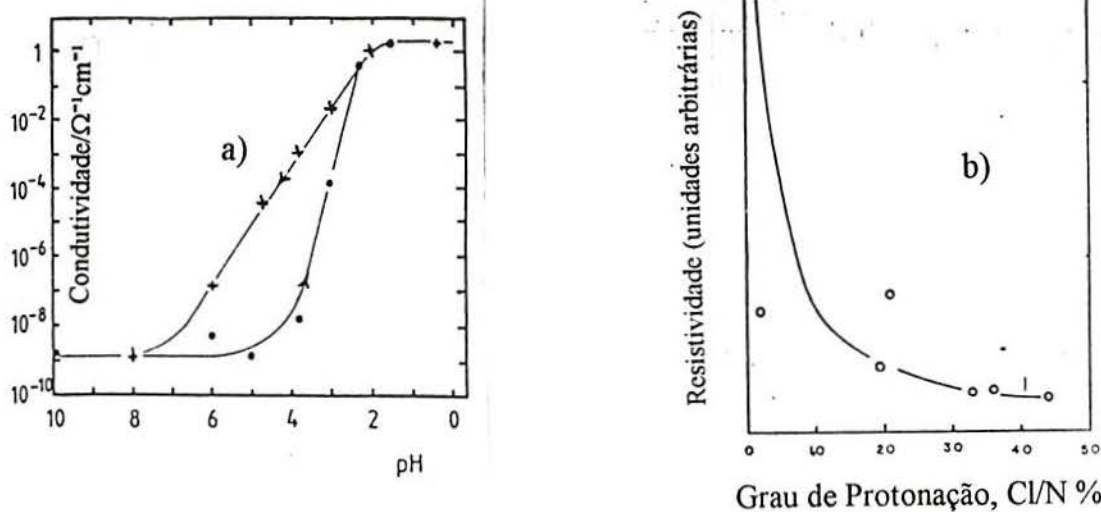 Condutividade/Ω⁻¹cm⁻¹
1
10⁻²
10⁻⁴
10⁻⁶
10⁻⁸
10⁻¹⁰
a)
10 8 6 4 2 0
pH
Resistividade (unidades arbitrárias)
b)
0 10 20 30 40 50
Grau de Protonação, Cl/N %